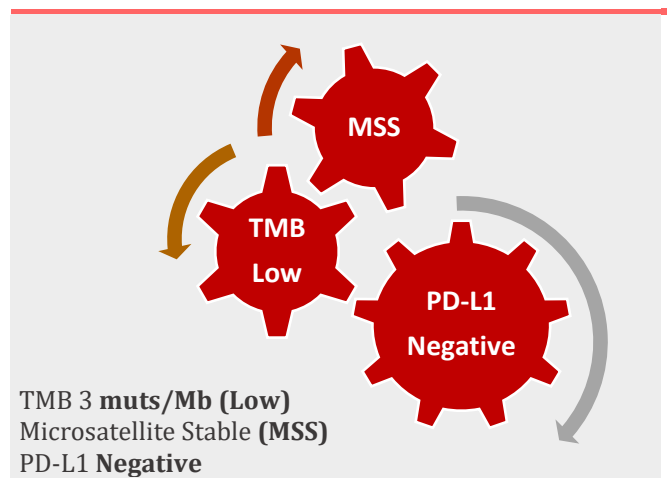 MSS
TMB
Low
PD-L1
Negative
TMB 3 muts/Mb (Low)
Microsatellite Stable (MSS)
PD-L1 Negative